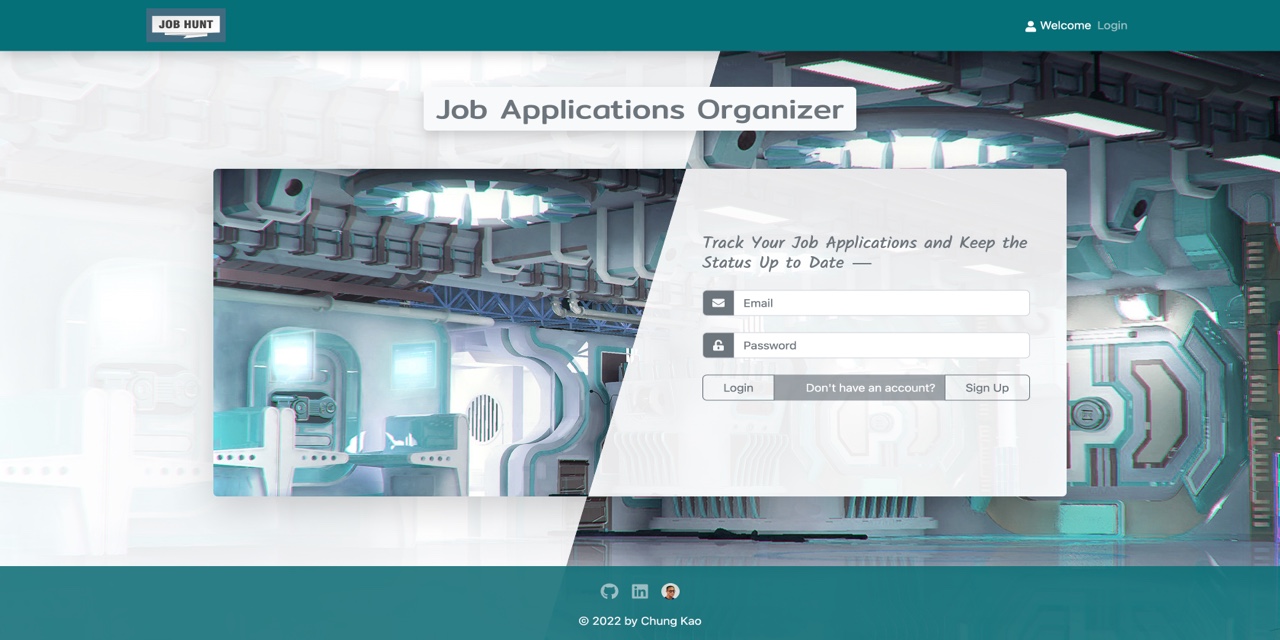 JOB HUNT
Welcome Login
Job Applications Organizer
Track Your Job Applications and Keep the
Status Up to Date —
Email
Password
Login Don't have an account? Sign Up
© 2022 by Chung Kao